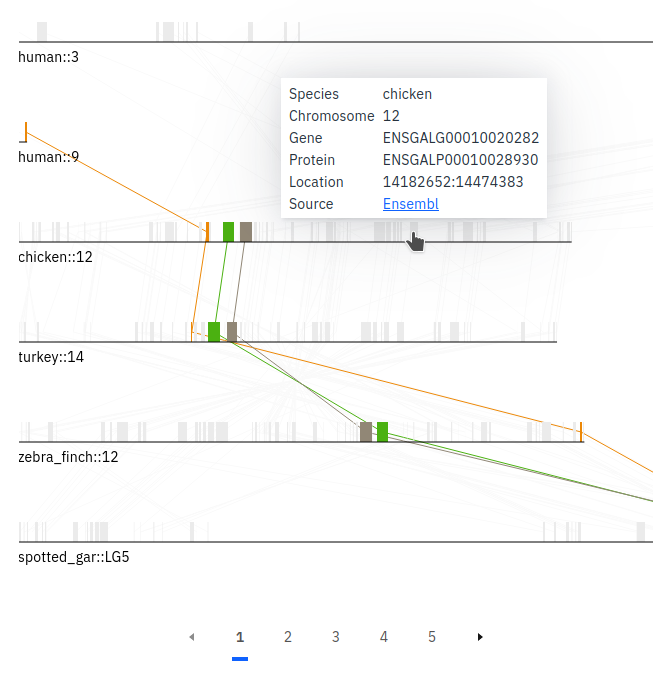 human::3
Species chicken
Chromosome 12
human::9
Gene ENSGALG00010020282
Protein ENSGALP00010028930
Location 14182652:14474383
Source Ensembl
chicken::12
turkey::14
zebra_finch::12
spotted_gar::LG5
1 2 3 4 5